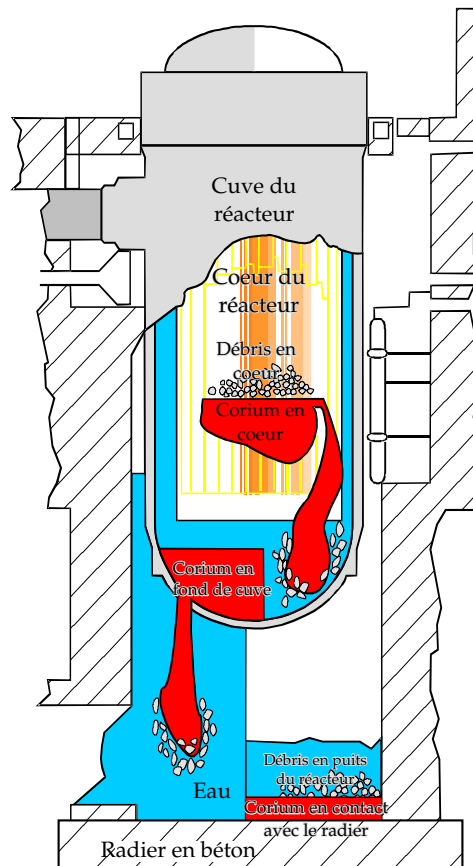 Cuve du
réacteur
Coeur du
réacteur
Débris en
coeur
Corium en
coeur
Corium en
fond de cuve
Débris en puits
du réacteur
Eau
Corium en contact
avec le radier
Radier en béton